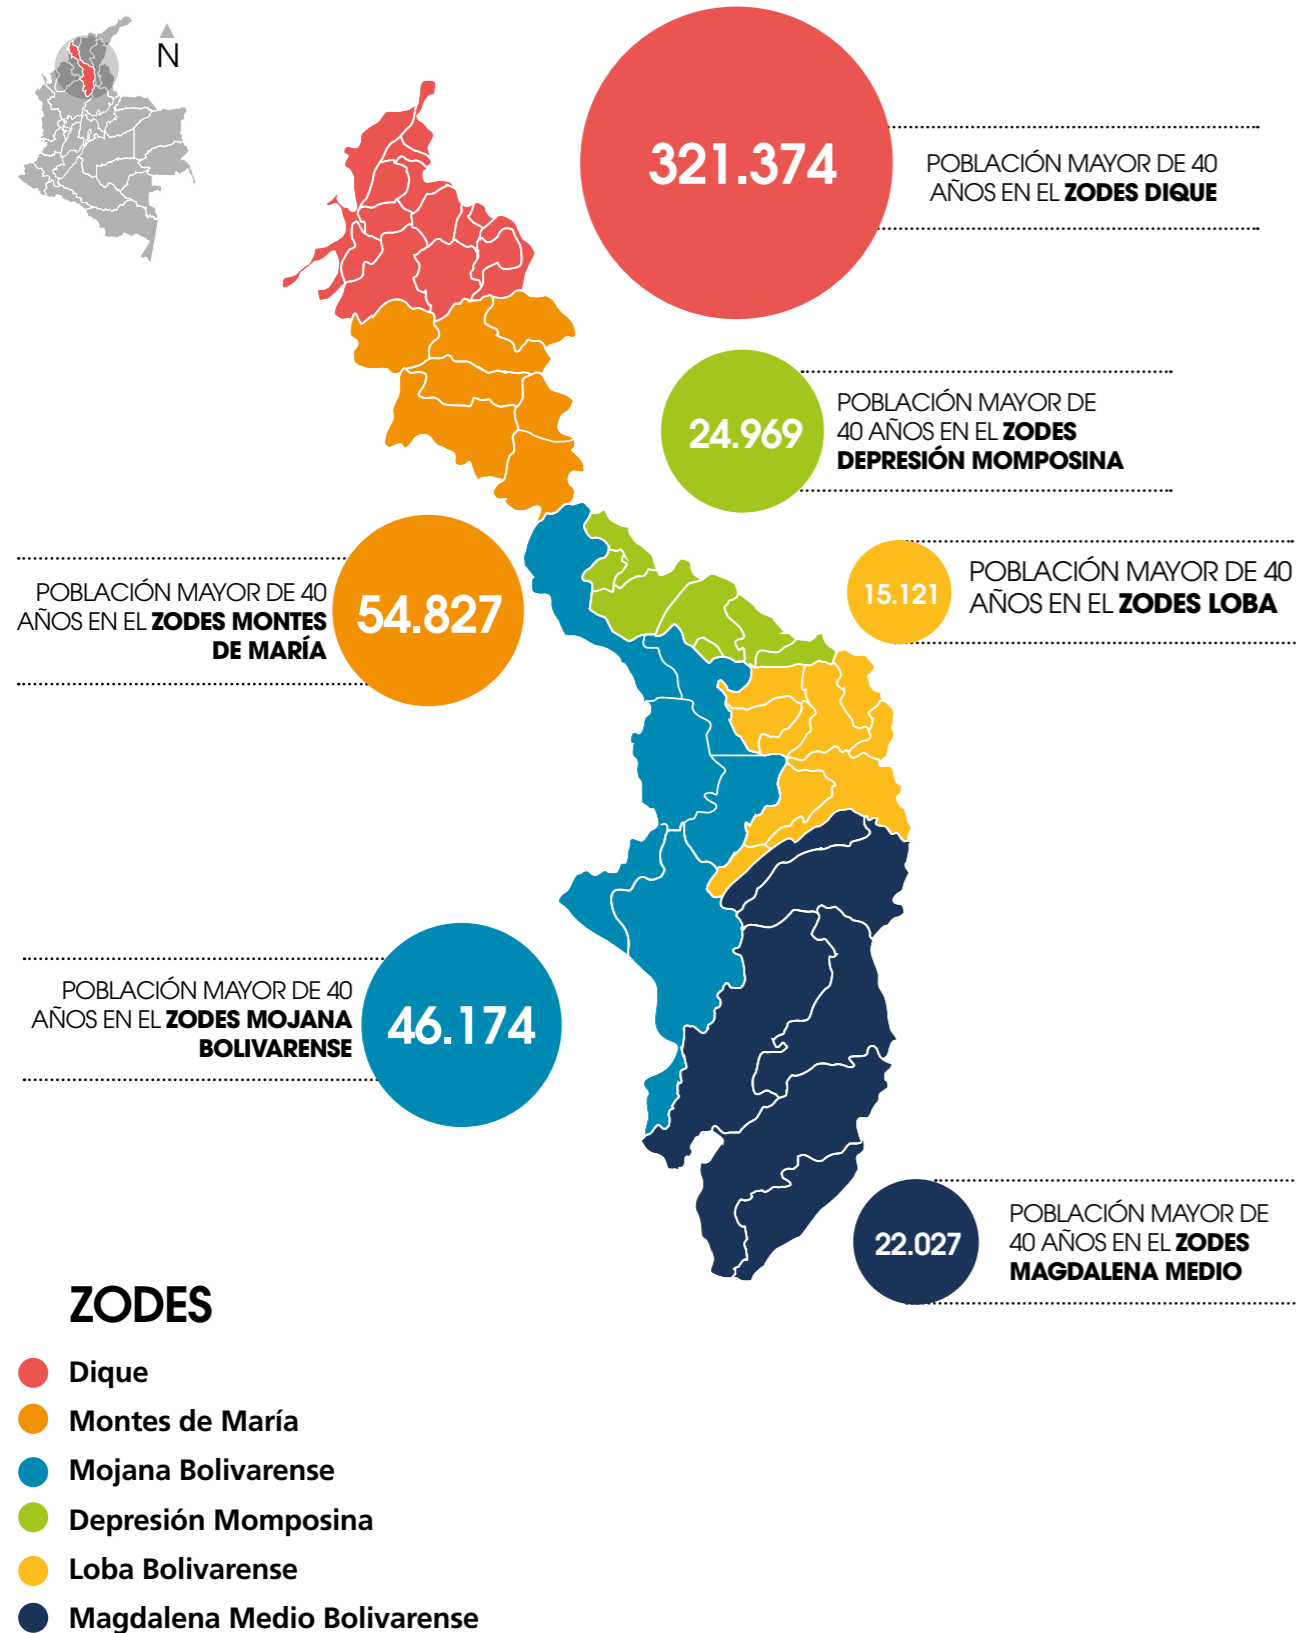 N
321.374
POBLACIÓN MAYOR DE 40
AÑOS EN EL ZODES DIQUE
24.969
POBLACIÓN MAYOR DE
40 AÑOS EN EL ZODES
DEPRESIÓN MOMPOSINA
15.121
POBLACIÓN MAYOR DE 40
AÑOS EN EL ZODES LOBA
POBLACIÓN MAYOR DE 40
AÑOS EN EL ZODES MONTES
DE MARÍA
54.827
POBLACIÓN MAYOR DE 40
AÑOS EN EL ZODES MOJANA
BOLIVARENSE
46.174
22.027
POBLACIÓN MAYOR DE
40 AÑOS EN EL ZODES
MAGDALENA MEDIO
ZODES
Dique
Montes de María
Mojana Bolivarense
Depresión Momposina
Loba Bolivarense
Magdalena Medio Bolivarense